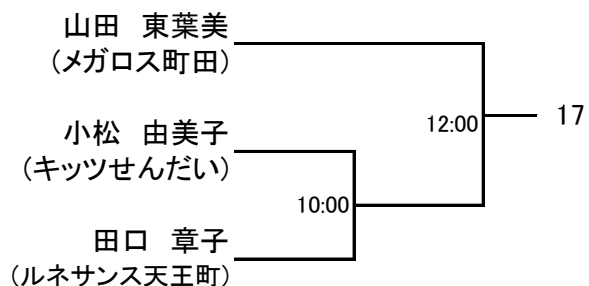 山田　東葉美
(メガロス町田)
12:00
17
小松　由美子
(キッツせんだい)
10:00
田口　章子
(ルネサンス天王町)